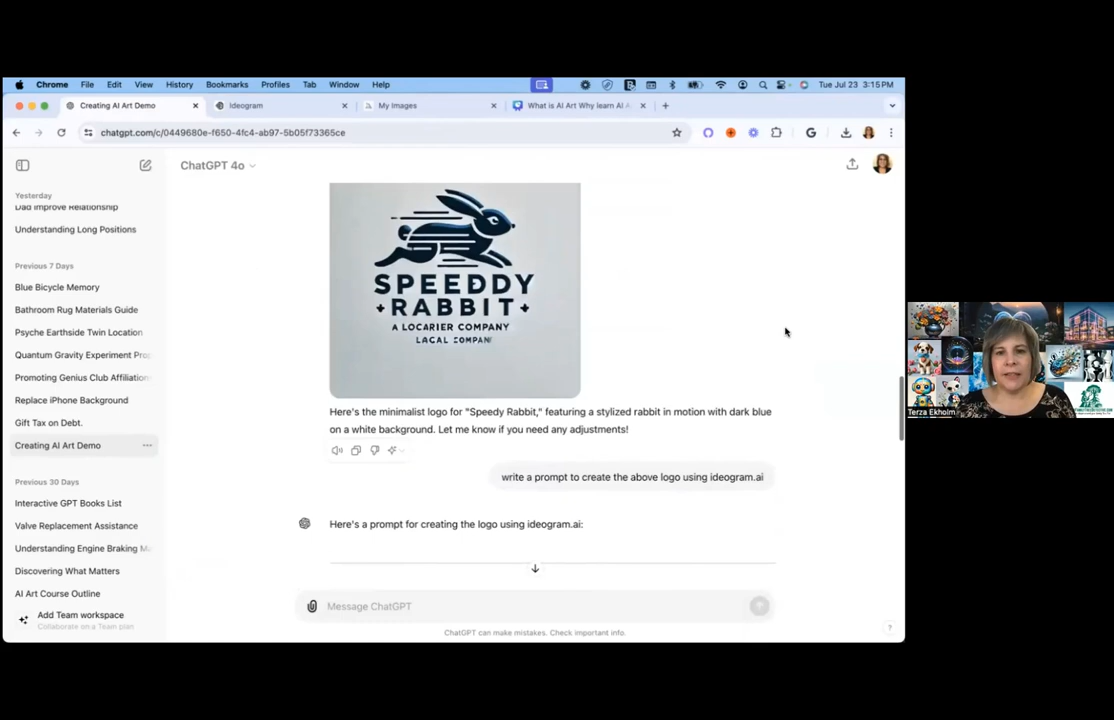 Chrome File Edit View History Bookmarks Profiles Tab Window Help Tue Jul 23 3:15 PM
Creating AI Art Demo Ideogram My Images What is AI Art Why learn AI A
chatgpt.com/c/0449680e-f650-4fc4-ab97-5b05f73365ce
ChatGPT 4o
Yesterday
Dad Improve Relationship
Understanding Long Positions
Previous 7 Days
Blue Bicycle Memory
Bathroom Rug Materials Guide
Psyche Earthside Twin Location
Quantum Gravity Experiment Pro
Promoting Genius Club Affiliation
Replace iPhone Background
Gift Tax on Debt.
Creating AI Art Demo
Previous 30 Days
Interactive GPT Books List
Valve Replacement Assistance
Understanding Engine Braking
Discovering What Matters
AI Art Course Outline
Add Team workspace
Collaborate on a Team plan
SPEEDDY
RABBIT
A LOCARIER COMPANY
LACAL COMPANI
Here's the minimalist logo for "Speedy Rabbit," featuring a stylized rabbit in motion with dark blue
on a white background. Let me know if you need any adjustments!
write a prompt to create the above logo using ideogram.ai
Here's a prompt for creating the logo using ideogram.ai:
Message ChatGPT
ChatGPT can make mistakes. Check important info.
?
Terza Ekholm